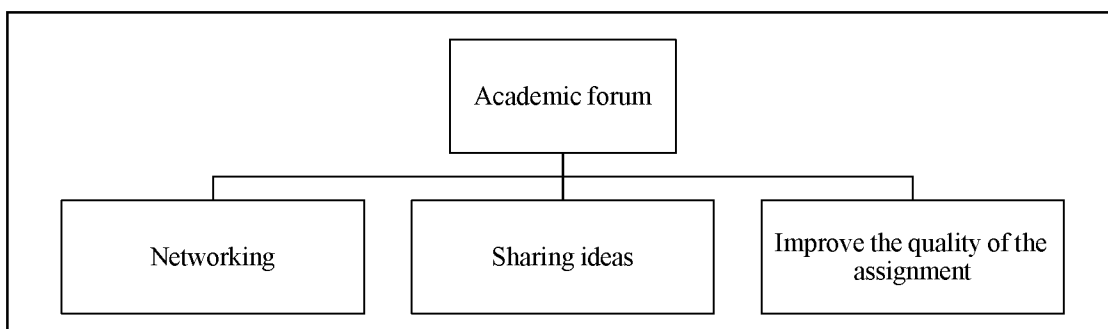 Academic forum
Networking
Sharing ideas
Improve the quality of the
assignment